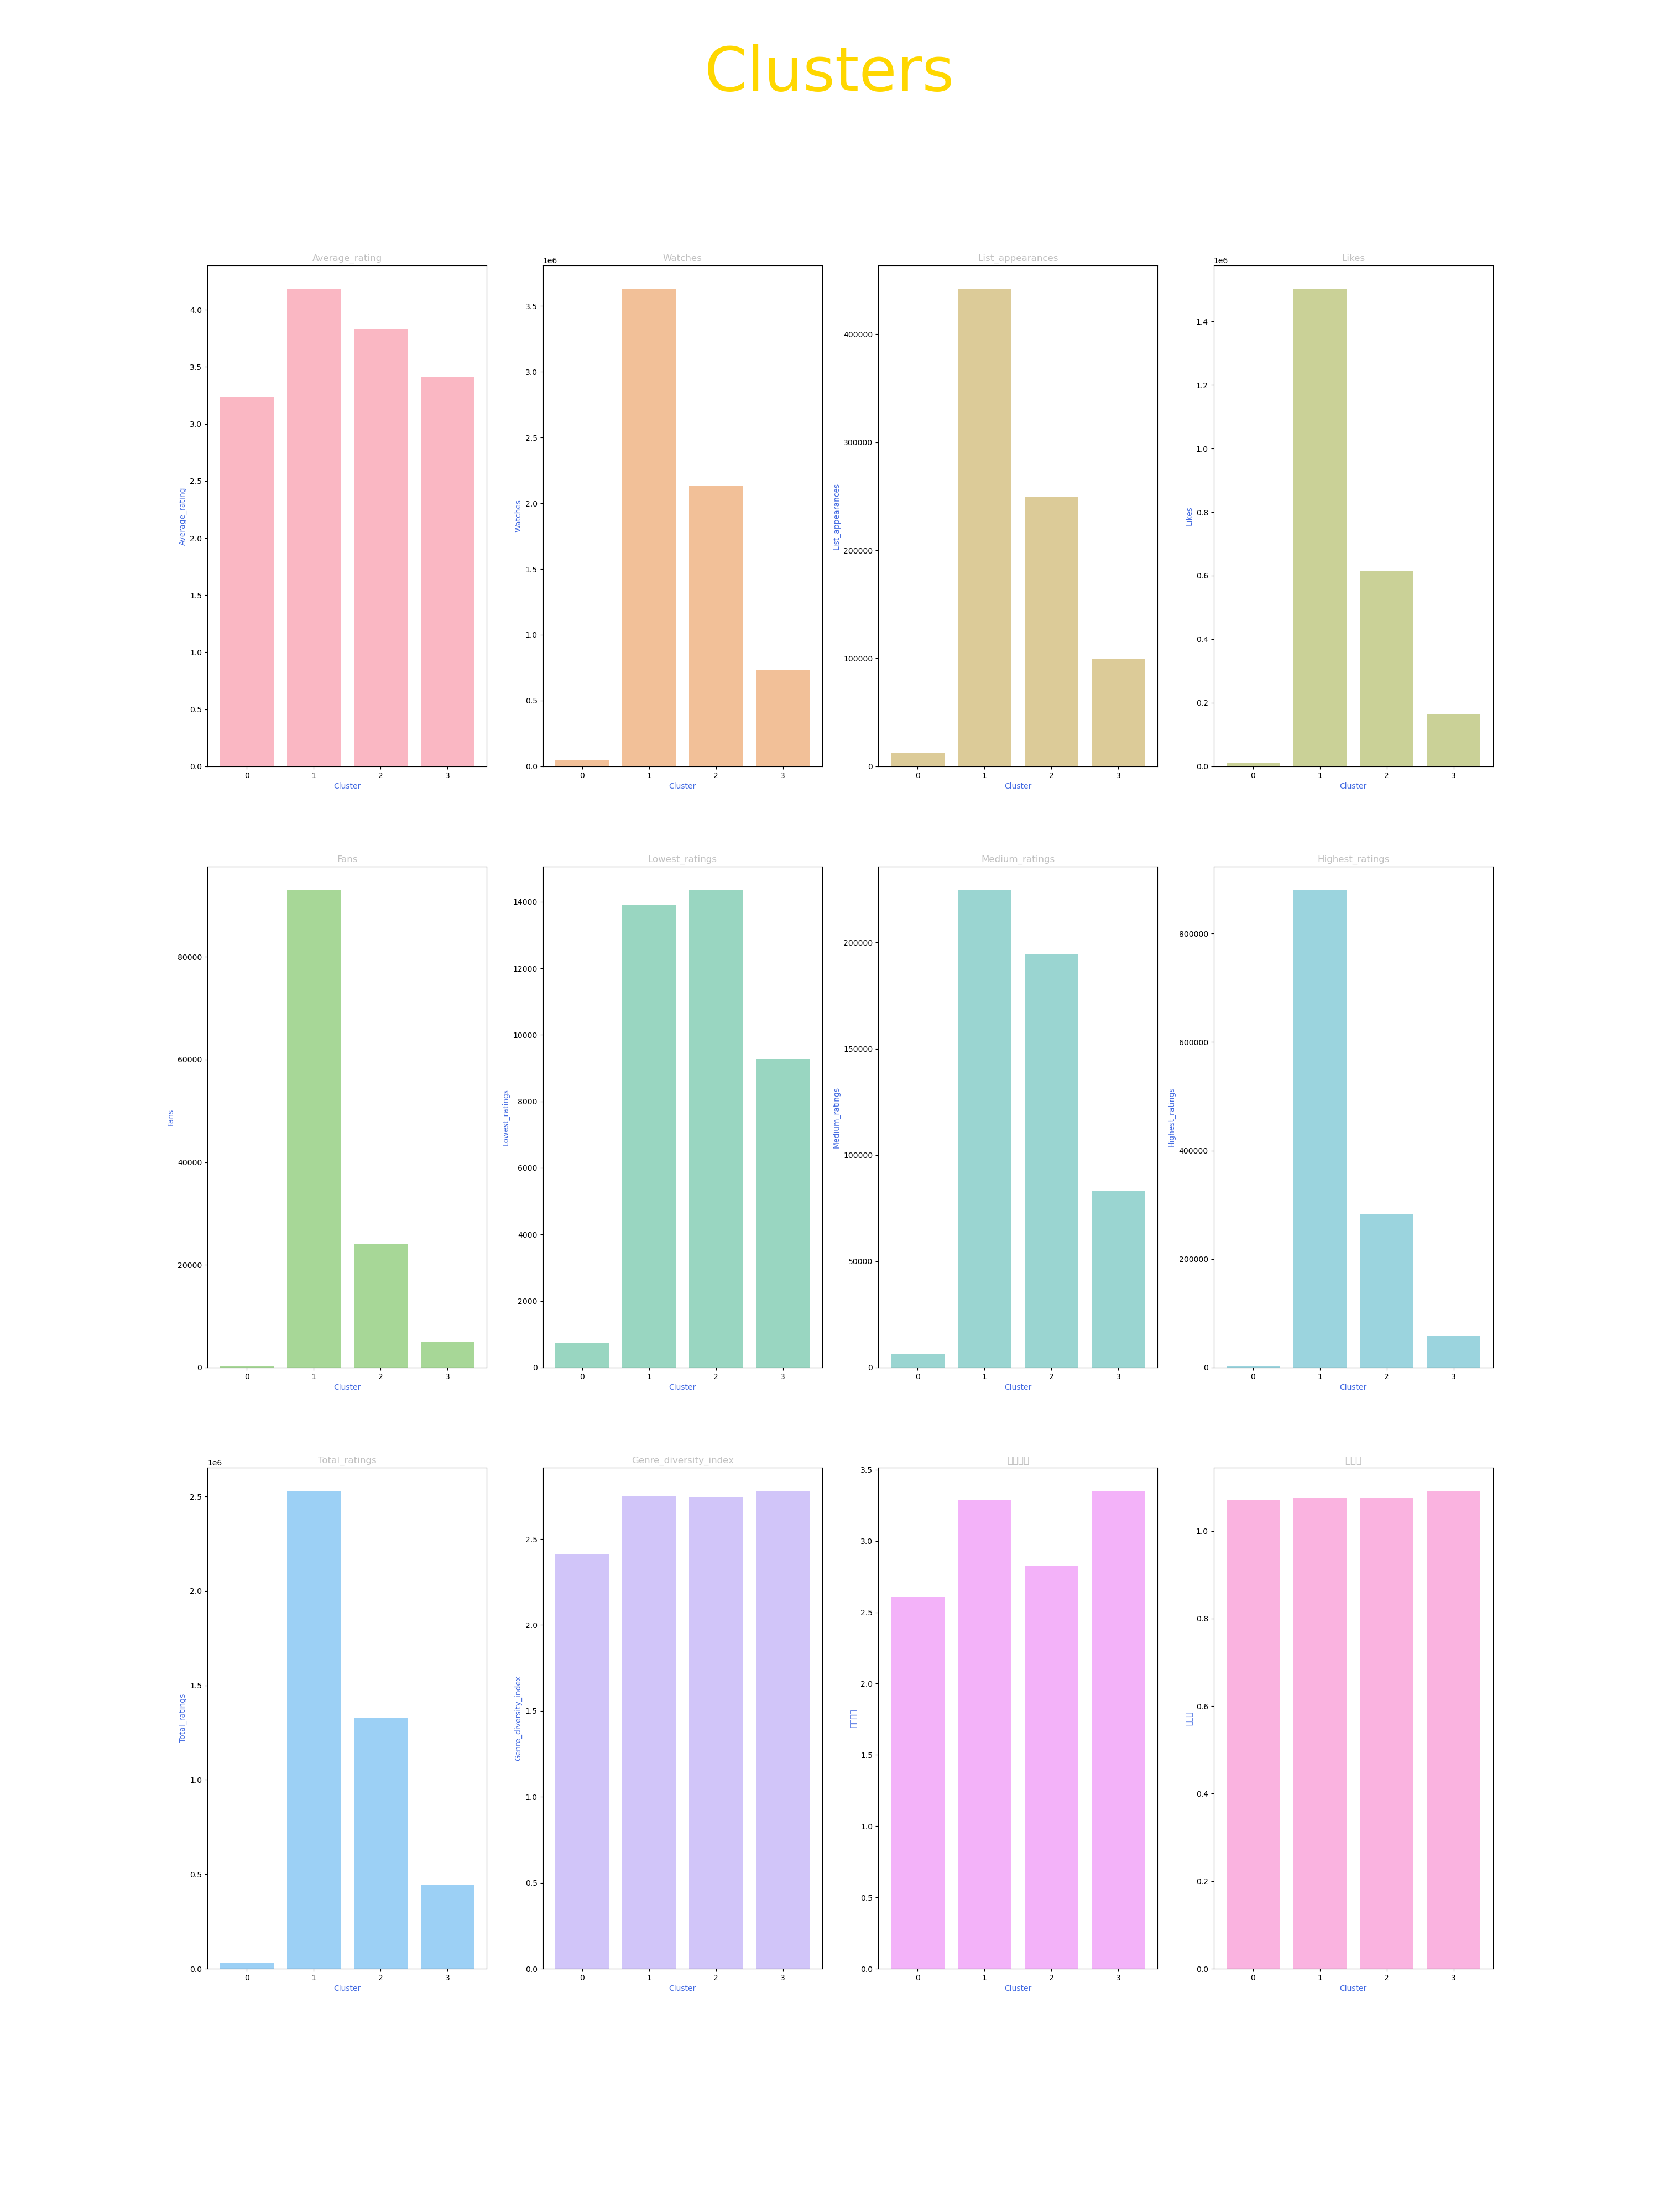 Clusters
Average_rating
Average_rating
0.0
0.5
1.0
1.5
2.0
2.5
3.0
3.5
4.0
0 1 2 3
Cluster
Watches
1e6
Watches
0.0
0.5
1.0
1.5
2.0
2.5
3.0
3.5
0 1 2 3
Cluster
List_appearances
List_appearances
0
100000
200000
300000
400000
0 1 2 3
Cluster
Likes
1e6
Likes
0.0
0.2
0.4
0.6
0.8
1.0
1.2
1.4
0 1 2 3
Cluster
Fans
Fans
0
20000
40000
60000
80000
0 1 2 3
Cluster
Lowest_ratings
Lowest_ratings
0
2000
4000
6000
8000
10000
12000
14000
0 1 2 3
Cluster
Medium_ratings
Medium_ratings
0
50000
100000
150000
200000
0 1 2 3
Cluster
Highest_ratings
Highest_ratings
0
200000
400000
600000
800000
0 1 2 3
Cluster
Total_ratings
1e6
Total_ratings
0.0
0.5
1.0
1.5
2.0
2.5
0 1 2 3
Cluster
Genre_diversity_index
Genre_diversity_index
0.0
0.5
1.0
1.5
2.0
2.5
0 1 2 3
Cluster
0.0
0.5
1.0
1.5
2.0
2.5
3.0
3.5
0 1 2 3
Cluster
0.0
0.2
0.4
0.6
0.8
1.0
0 1 2 3
Cluster